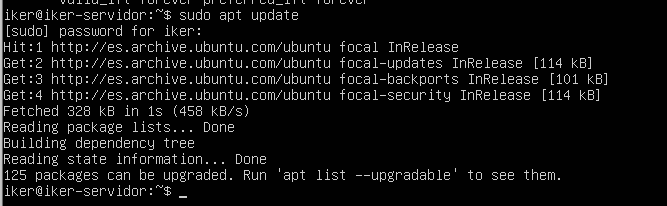 valid_lft forever preferred_lft forever
iker@iker-servidor:~$ sudo apt update
[sudo] password for iker:
Hit:1 http://es.archive.ubuntu.com/ubuntu focal InRelease
Get:2 http://es.archive.ubuntu.com/ubuntu focal-updates InRelease [114 kB]
Get:3 http://es.archive.ubuntu.com/ubuntu focal-backports InRelease [101 kB]
Get:4 http://es.archive.ubuntu.com/ubuntu focal-security InRelease [114 kB]
Fetched 328 kB in 1s (458 kB/s)
Reading package lists... Done
Building dependency tree
Reading state information... Done
125 packages can be upgraded. Run 'apt list --upgradable' to see them.
iker@iker-servidor:~$ _